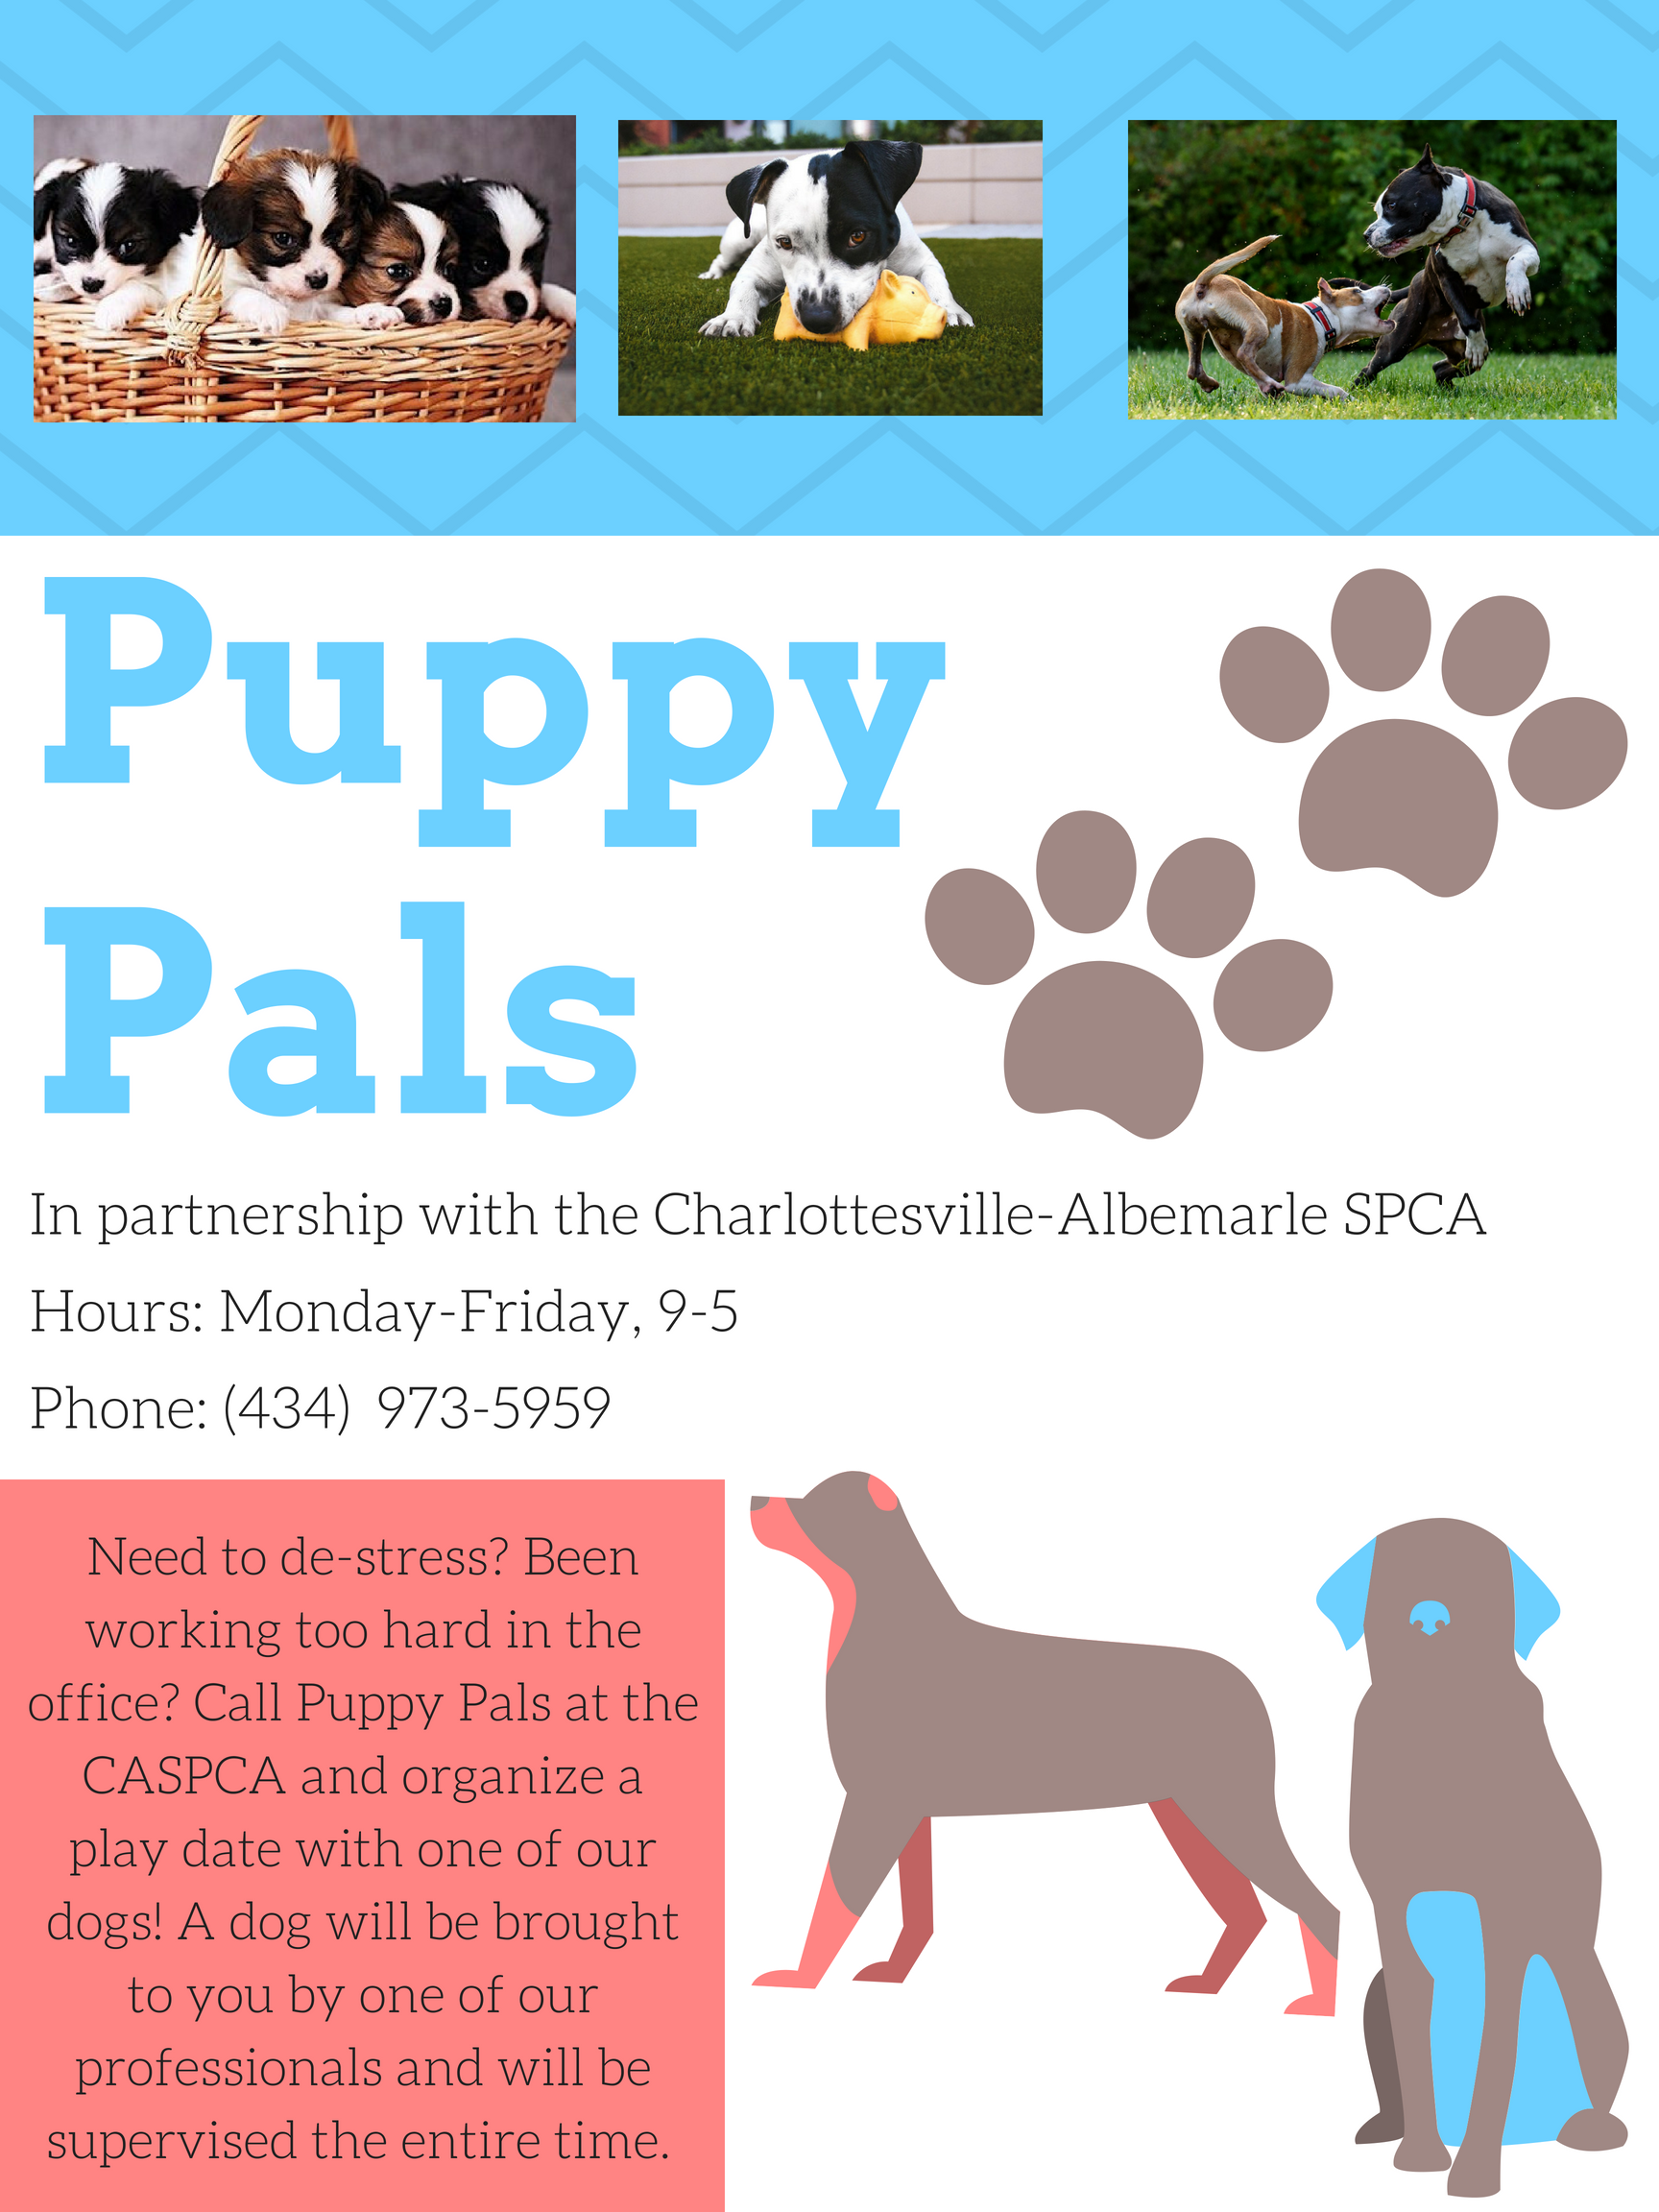 Puppy
Pals
In partnership with the Charlottesville-Albemarle SPCA
Hours: Monday-Friday, 9-5
Phone: (434) 973-5959
Need to de-stress? Been
working too hard in the
office? Call Puppy Pals at the
CASPCA and organize a
play date with one of our
dogs! A dog will be brought
to you by one of our
professionals and will be
supervised the entire time.